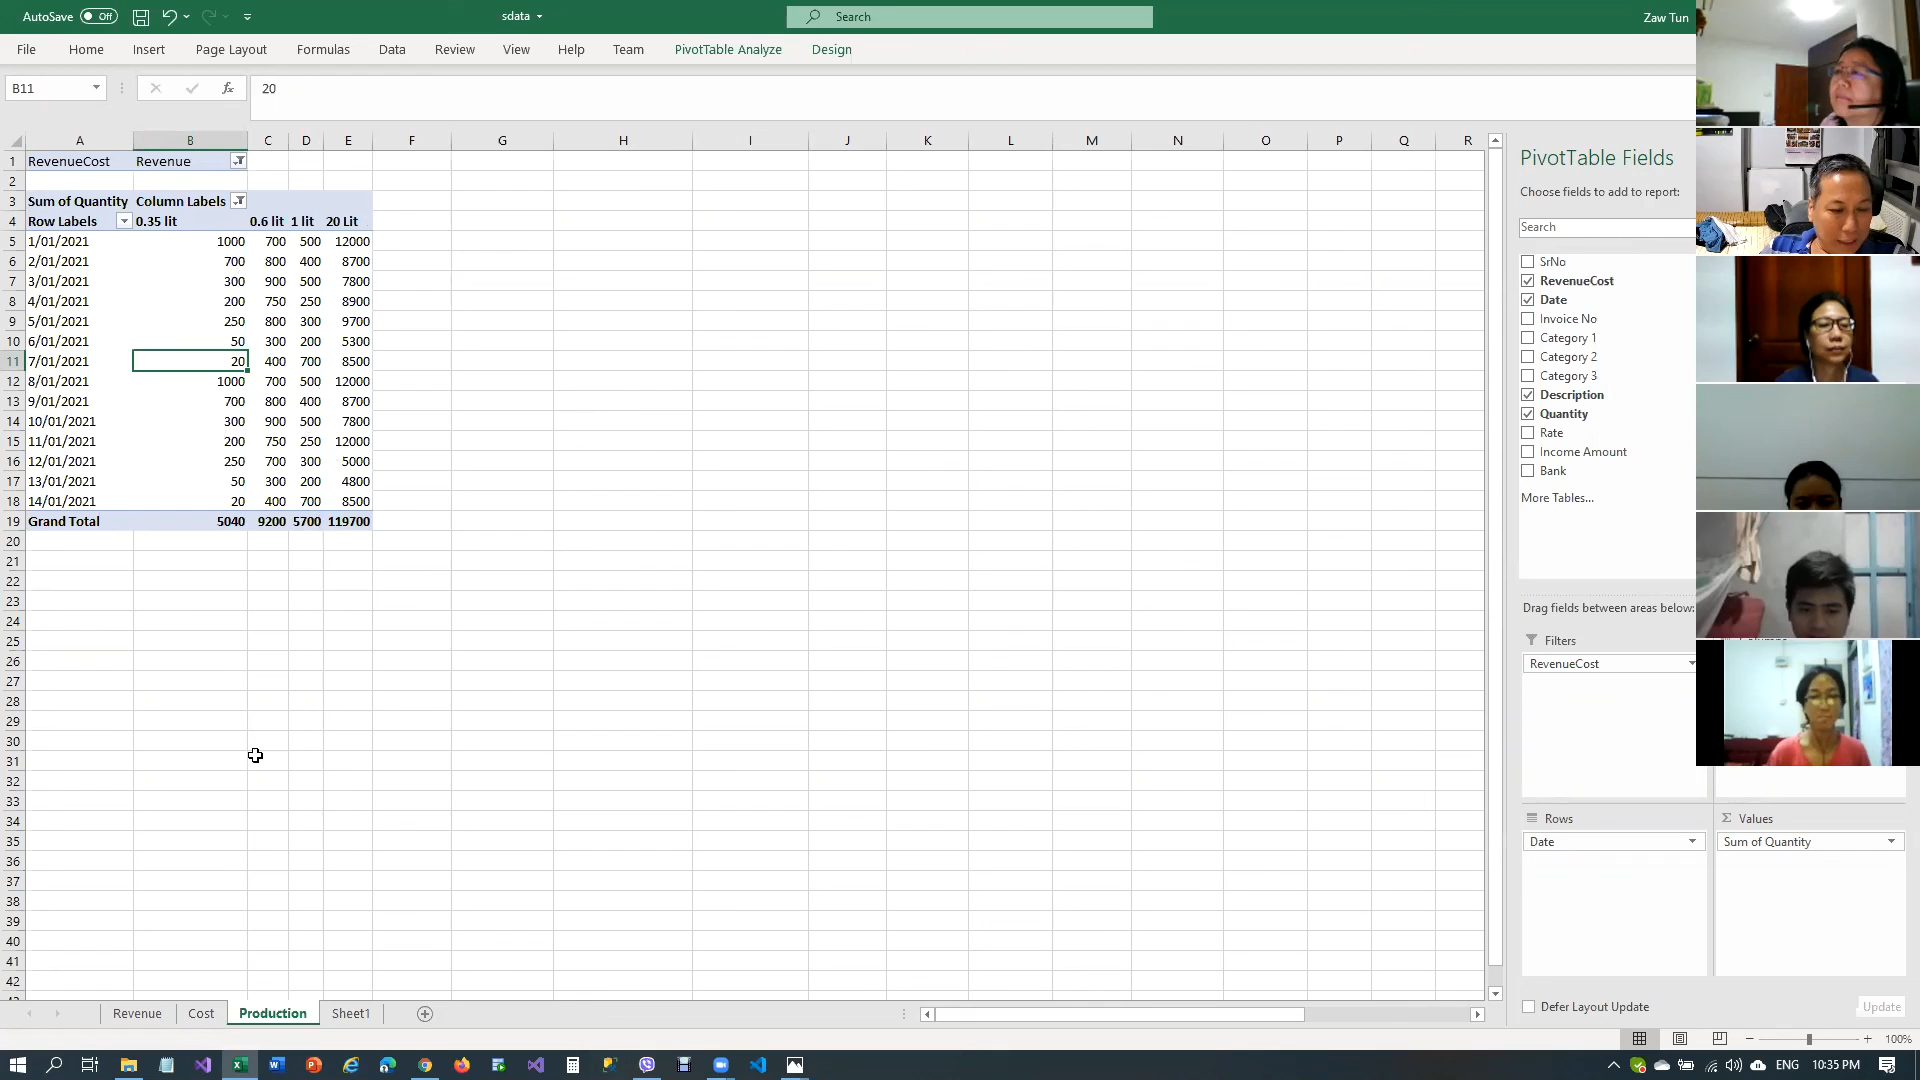 AutoSave Off sdata Search Zaw Tun
File Home Insert Page Layout Formulas Data Review View Help Team PivotTable Analyze Design
B11 fx 20
A B C D E F G H I J K L M N O P Q R
1 RevenueCost Revenue
2
3 Sum of Quantity Column Labels
4 Row Labels 0.35 lit 0.6 lit 1 lit 20 Lit
5 1/01/2021 1000 700 500 12000
6 2/01/2021 700 800 400 8700
7 3/01/2021 300 900 500 7800
8 4/01/2021 200 750 250 8900
9 5/01/2021 250 800 300 9700
10 6/01/2021 50 300 200 5300
11 7/01/2021 20 400 700 8500
12 8/01/2021 1000 700 500 12000
13 9/01/2021 700 800 400 8700
14 10/01/2021 300 900 500 7800
15 11/01/2021 200 750 250 12000
16 12/01/2021 250 700 300 5000
17 13/01/2021 50 300 200 4800
18 14/01/2021 20 400 700 8500
19 Grand Total 5040 9200 5700 119700
20
21
22
23
24
25
26
27
28
29
30
31
32
33
34
35
36
37
38
39
40
41
42
PivotTable Fields
Choose fields to add to report:
Search
SrNo
RevenueCost
Date
Invoice No
Category 1
Category 2
Category 3
Description
Quantity
Rate
Income Amount
Bank
More Tables...
Drag fields between areas below:
Filters
RevenueCost
Rows Σ Values
Date Sum of Quantity
Defer Layout Update Update
Revenue Cost Production Sheet1
100%
ENG 10:35 PM